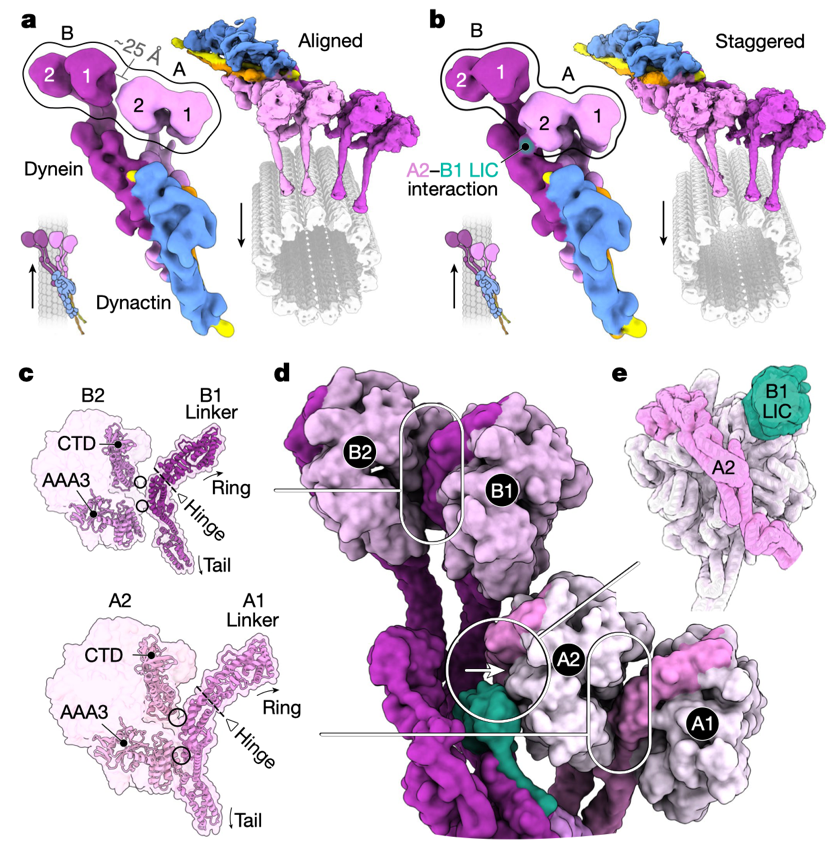 a
B
~25 Å
A
Aligned
2
1
2
1
Dynein
Dynactin
b
B
A
Staggered
2
1
2
1
A2–B1 LIC
interaction
c
B2
B1
Linker
CTD
AAA3
Ring
Hinge
Tail
A2
A1
Linker
CTD
AAA3
Ring
Hinge
Tail
d
B2
B1
A2
A1
e
B1
LIC
A2